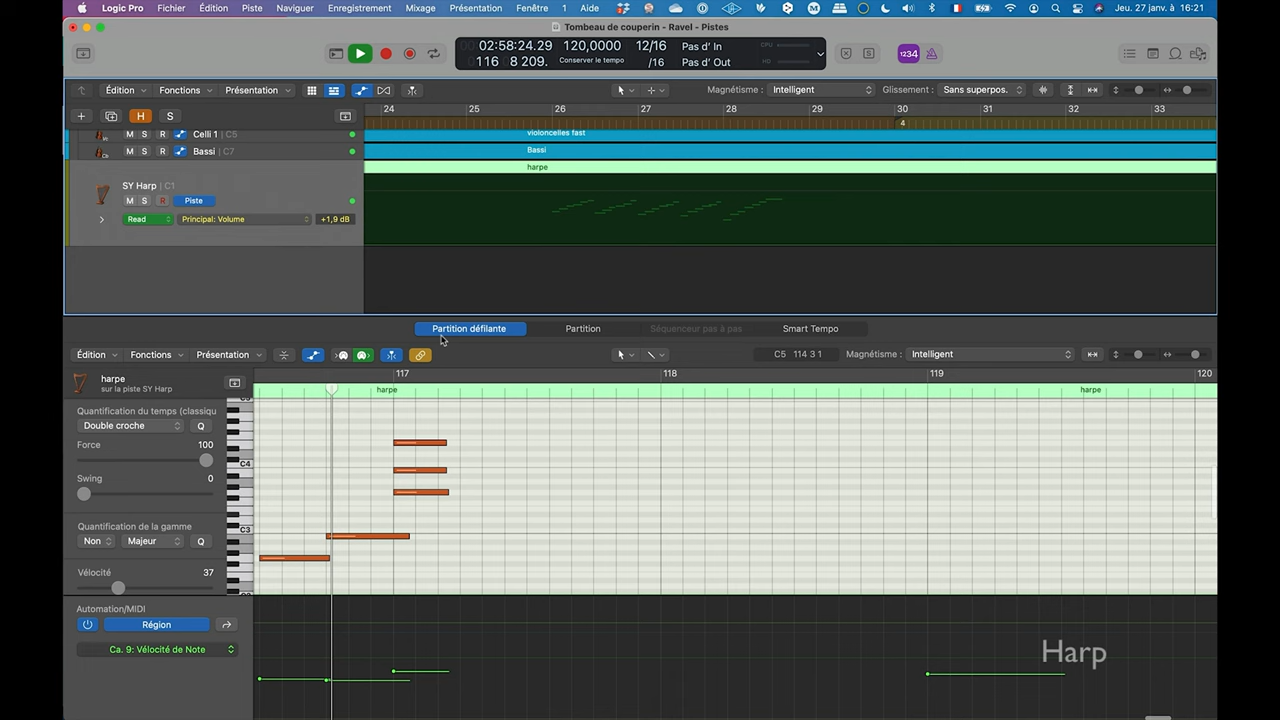 Logic Pro Fichier Édition Piste Naviguer Enregistrement Mixage Présentation Fenêtre 1 Aide Jeu. 27 janv. à 16:21
Tombeau de couperin - Ravel - Pistes
02:58:24.29 120,0000 12/16 Pas d' In CPU
116 8 209. Conserver le tempo /16 Pas d' Out HD
1234
Édition Fonctions Présentation Magnétisme : Intelligent Glissement : Sans superpos.
H S
24 25 26 27 28 29 30 31 32 33
4
M S R Celli 1 | C5 violoncelles fast
M S R Bassi | C7 Bassi
harpe
SY Harp | C1
M S R Piste
Read Principal: Volume +1,9 dB
Partition défilante Partition Séquenceur pas à pas Smart Tempo
Édition Fonctions Présentation C5 114 3 1 Magnétisme : Intelligent
117 118 119 120
harpe harpe harpe
sur la piste SY Harp
Quantification du temps (classiqu
Double croche Q
Force 100
C4
Swing 0
C3
Quantification de la gamme
Non Majeur Q
Vélocité 37
Automation/MIDI
Région
Ca. 9: Vélocité de Note
Harp